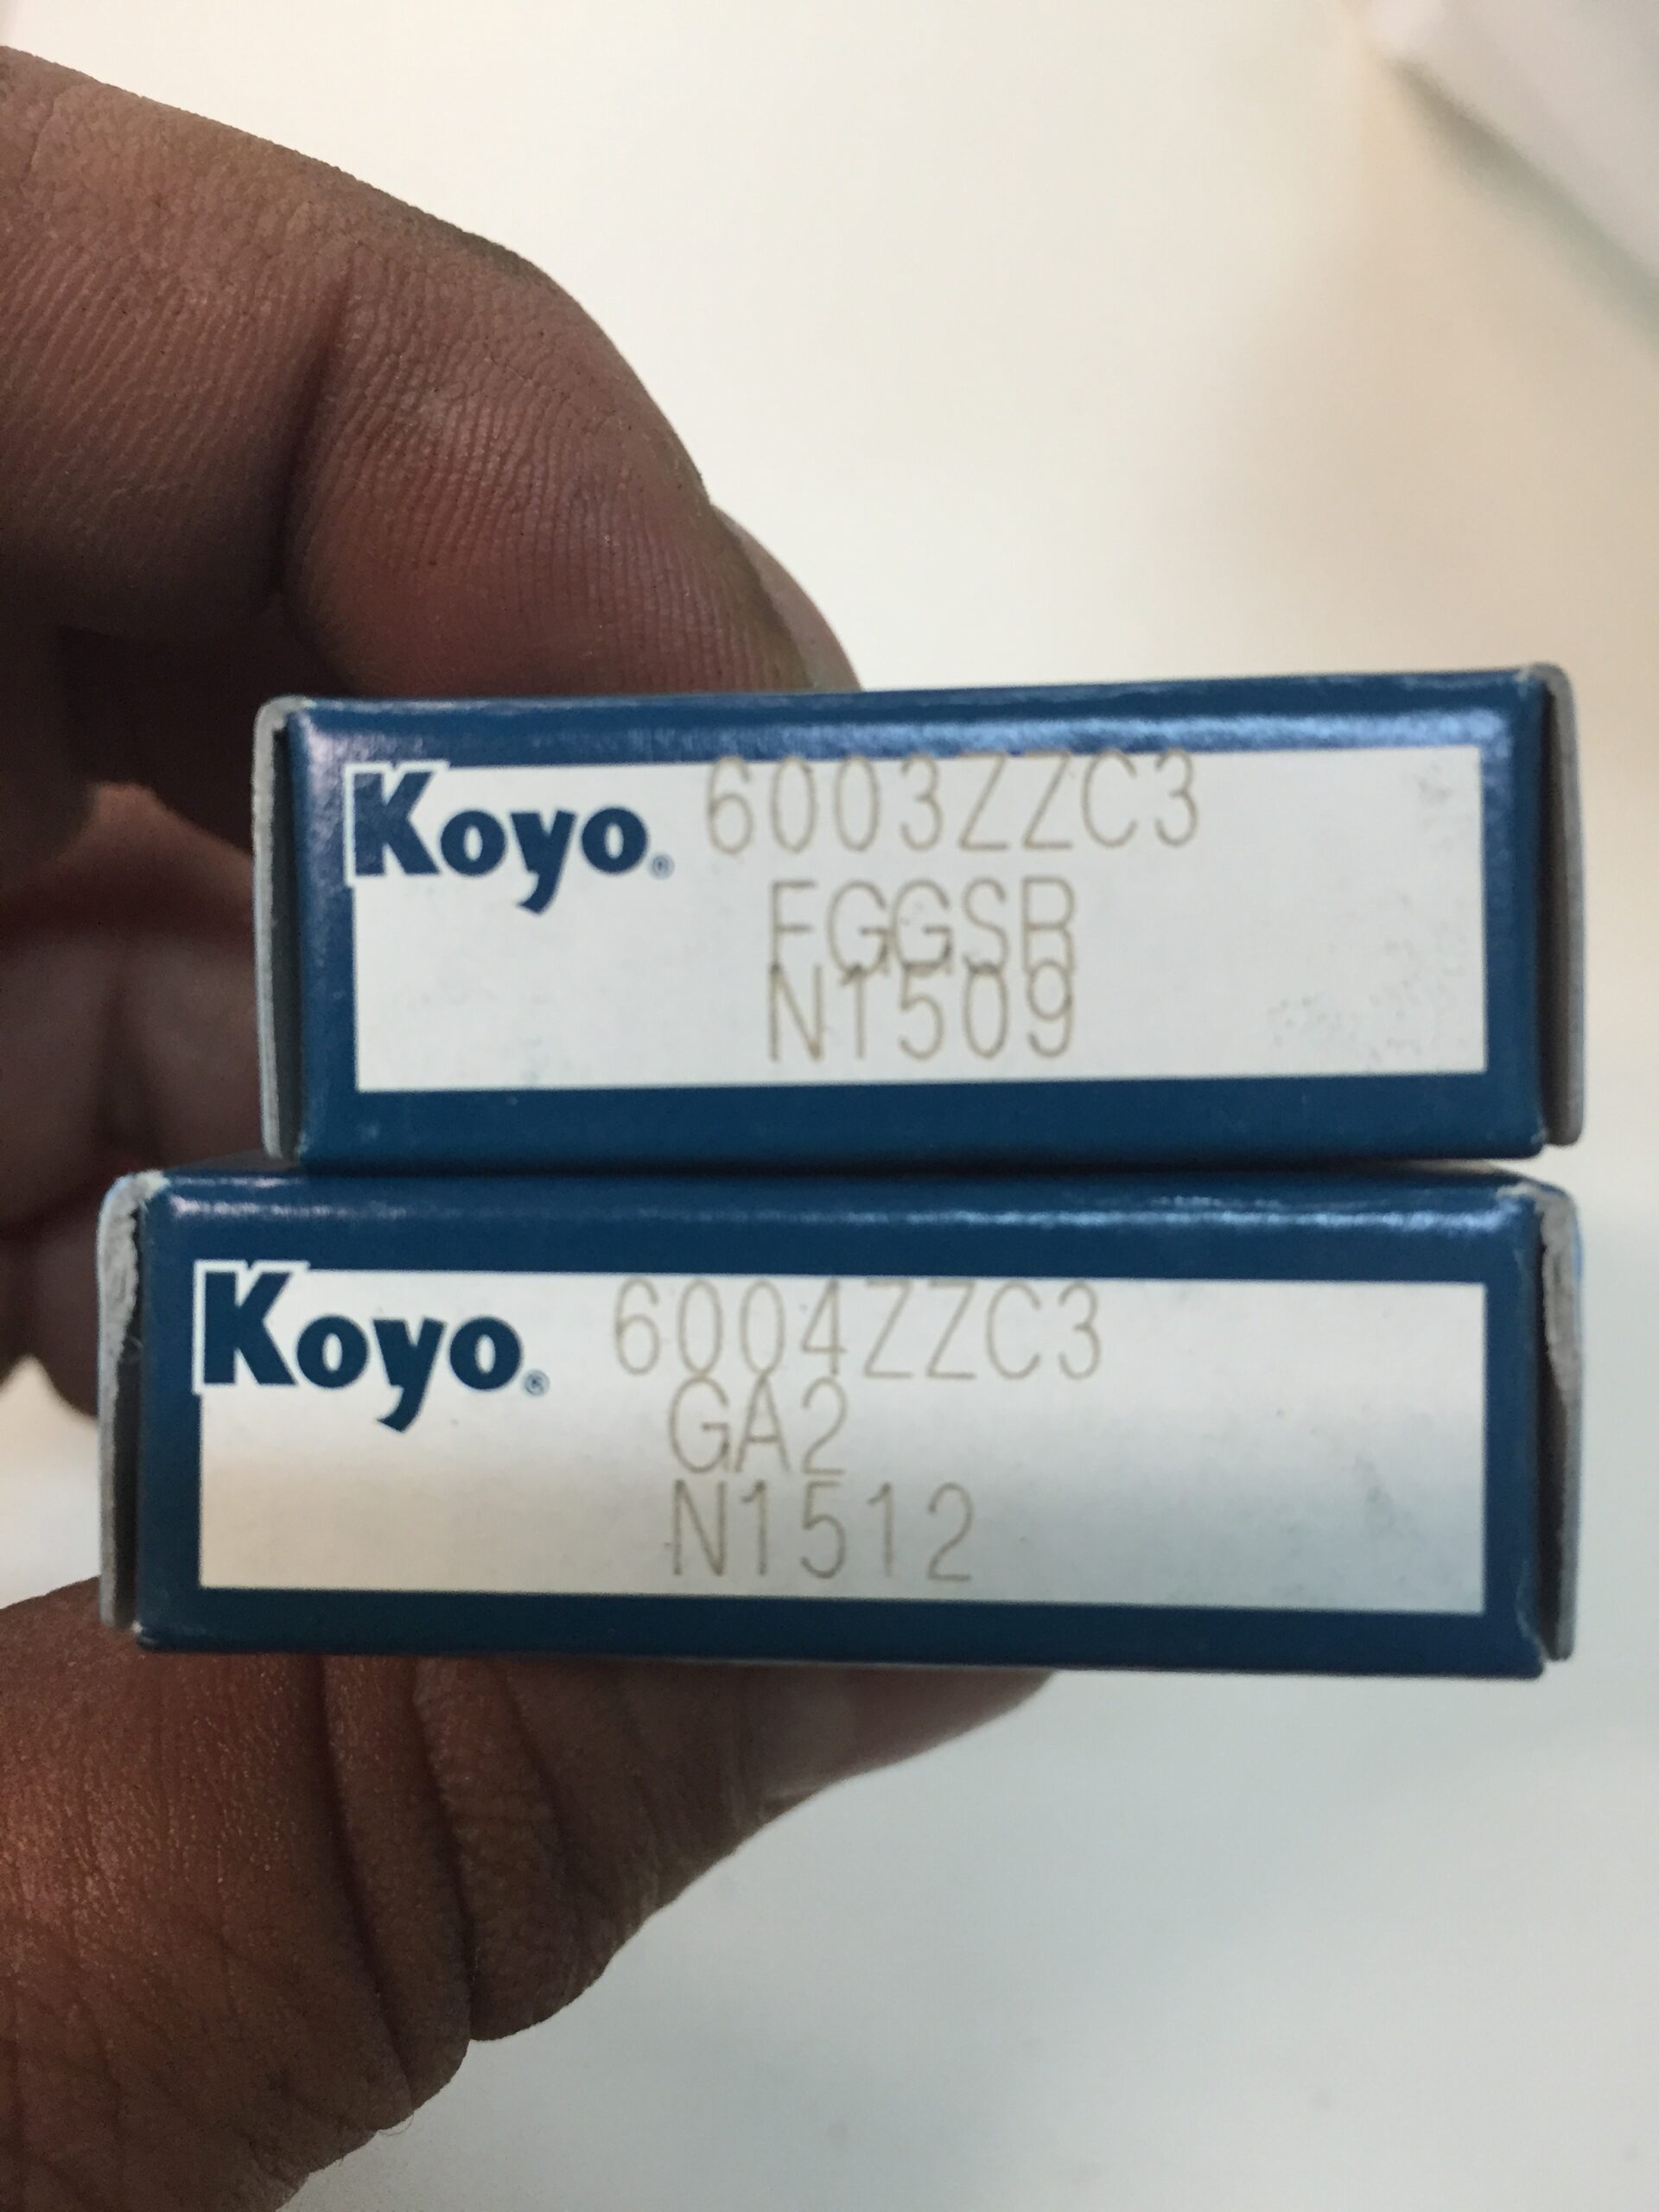 Koyo® 6003ZZC3
FGGSB
N1509
Koyo® 6004ZZC3
GA2
N1512